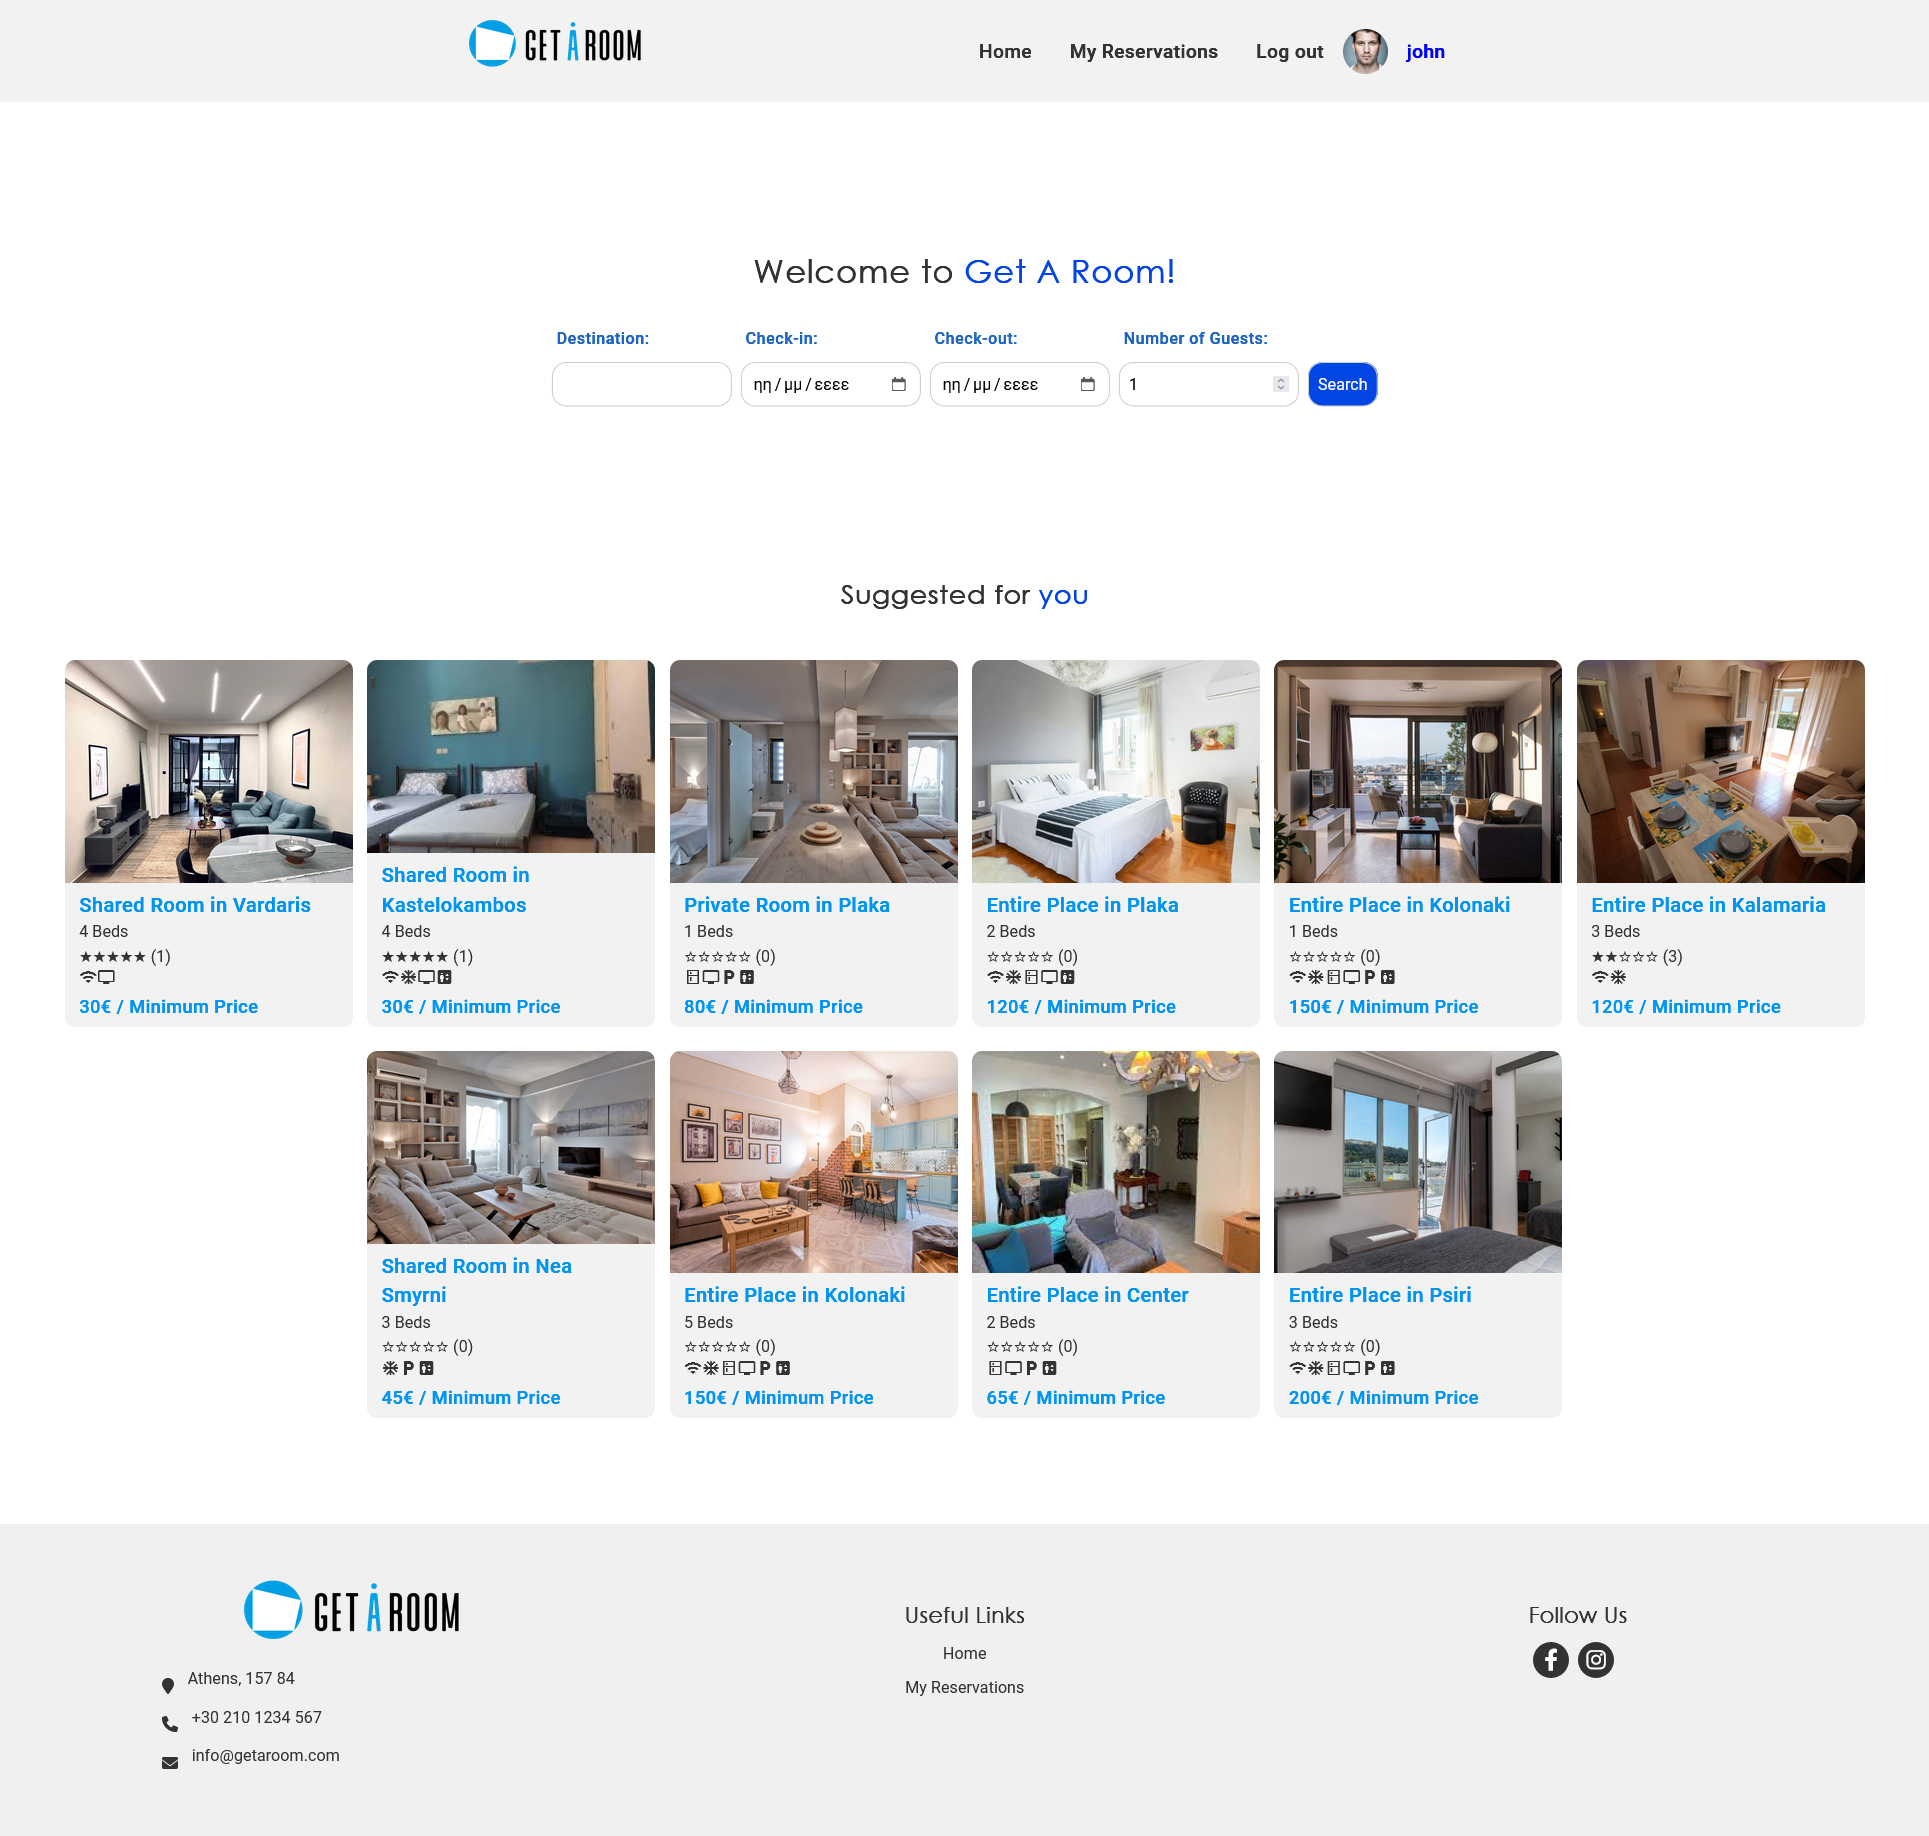 GET A ROOM
Home
My Reservations
Log out
john
Welcome to Get A Room!
Destination:
Check-in:
Check-out:
Number of Guests:
ηη/μμ/εεεε
ηη/μμ/εεεε
1
Search
Suggested for you
Shared Room in Vardaris
4 Beds
★★★★★ (1)
30€ / Minimum Price
Shared Room in
Kastelokambos
4 Beds
★★★★★ (1)
30€ / Minimum Price
Private Room in Plaka
1 Beds
☆☆☆☆☆ (0)
P
80€ / Minimum Price
Entire Place in Plaka
2 Beds
☆☆☆☆☆ (0)
120€ / Minimum Price
Entire Place in Kolonaki
1 Beds
☆☆☆☆☆ (0)
P
150€ / Minimum Price
Entire Place in Kalamaria
3 Beds
★★☆☆☆ (3)
120€ / Minimum Price
Shared Room in Nea
Smyrni
3 Beds
☆☆☆☆☆ (0)
P
45€ / Minimum Price
Entire Place in Kolonaki
5 Beds
☆☆☆☆☆ (0)
P
150€ / Minimum Price
Entire Place in Center
2 Beds
☆☆☆☆☆ (0)
P
65€ / Minimum Price
Entire Place in Psiri
3 Beds
☆☆☆☆☆ (0)
P
200€ / Minimum Price
GET A ROOM
Athens, 157 84
+30 210 1234 567
info@getaroom.com
Useful Links
Home
My Reservations
Follow Us